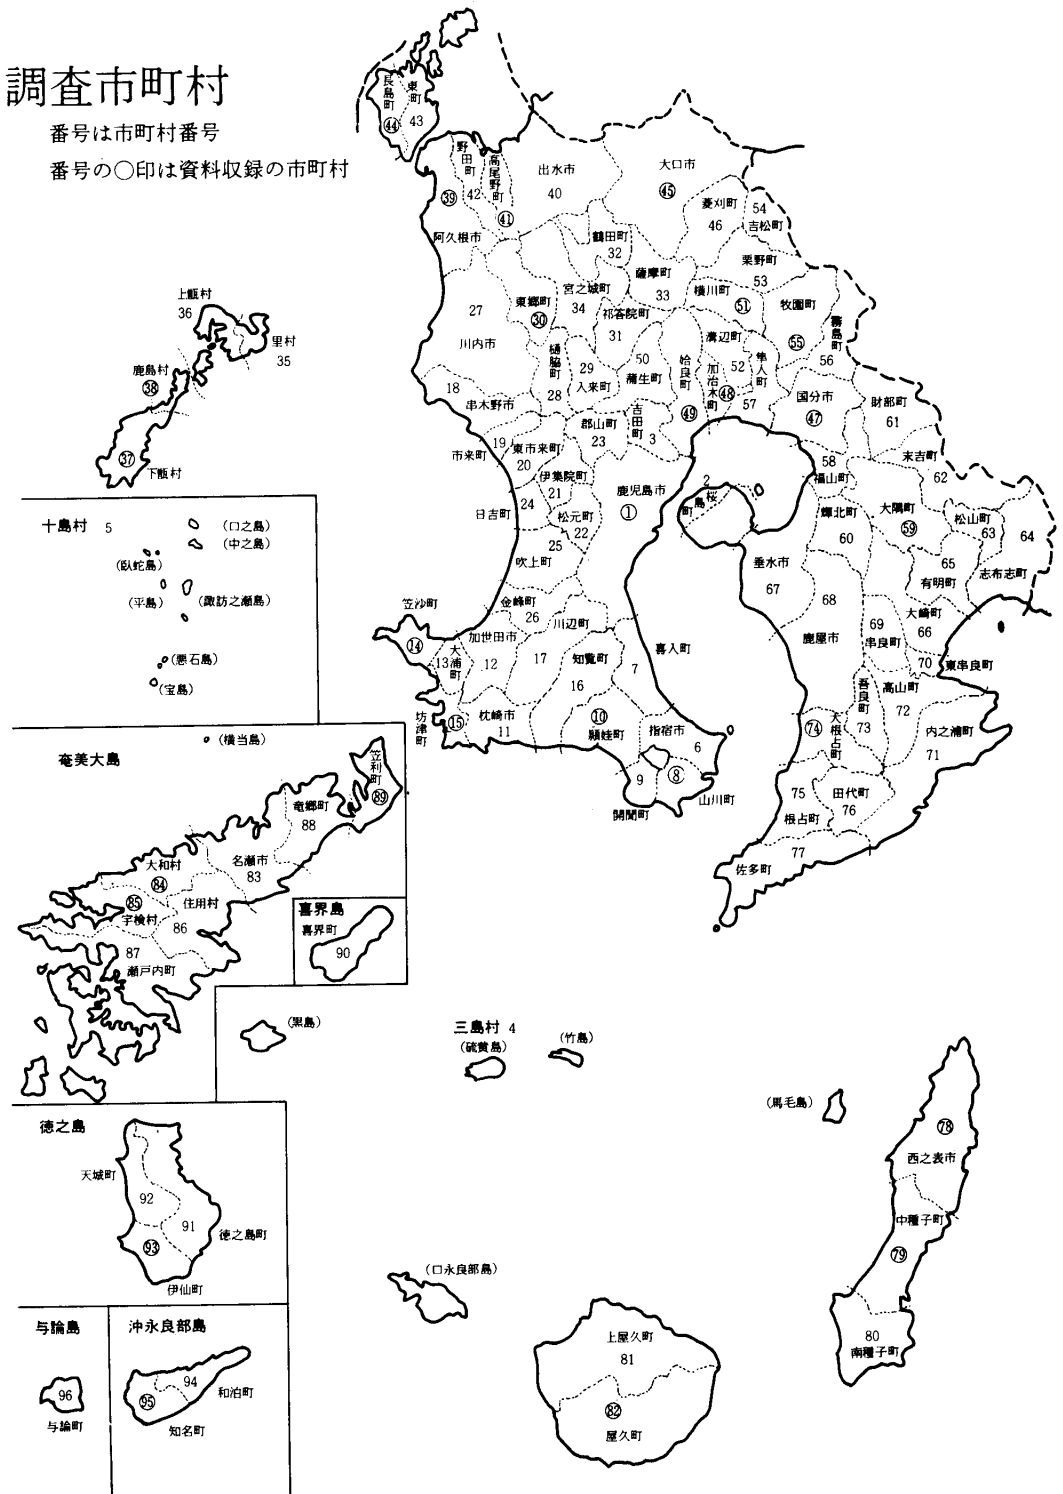 調査市町村
番号は市町村番号
番号の○印は資料収録の市町村
長島町
㊹
東町
43
野田町
42
高尾野町
㊶
出水市
40
大口市
㊺
菱刈町
46
54
吉松町
㊴
阿久根市
鶴田町
32
薩摩町
33
栗野町
53
横川町
51
牧園町
55
霧島町
56
27
川内市
東郷町
㉚
宮之城町
34
祁答院町
31
溝辺町
52
隼人町
57
上甑村
36
里村
35
鹿島村
㊳
㊲
下甑村
18
串木野市
樋脇町
28
29
入来町
50
蒲生町
姶良町
㊾
加治木町
㊽
国分市
㊼
財部町
61
市来町
19
東市来町
20
郡山町
23
吉田町
3
58
福山町
末吉町
62
伊集院町
21
日吉町
24
松元町
22
25
吹上町
鹿児島市
①
2
桜島町
輝北町
60
大隅町
59
松山町
63
64
志布志町
65
有明町
垂水市
67
68
鹿屋市
69
串良町
大崎町
66
70
東串良町
十島村 5
(口之島)
(中之島)
(臥蛇島)
(平島)
(諏訪之瀬島)
(悪石島)
(宝島)
笠沙町
⑭
13
大浦町
加世田市
12
金峰町
26
川辺町
17
知覧町
16
7
喜入町
坊津町
⑮
枕崎市
11
⑩
頴娃町
指宿市
6
9
開聞町
⑧
山川町
吾良町
73
高山町
72
内之浦町
71
74
大根占町
75
根占町
田代町
76
77
佐多町
奄美大島
(横当島)
笠利町
89
竜郷町
88
名瀬市
83
大和村
84
85
宇検村
住用村
86
87
瀬戸内町
喜界島
喜界町
90
(黒島)
三島村 4
(硫黄島)
(竹島)
(馬毛島)
78
西之表市
中種子町
79
80
南種子町
徳之島
天城町
92
91
徳之島町
93
伊仙町
(口永良部島)
上屋久町
81
82
屋久町
与論島
96
与論町
沖永良部島
94
和泊町
95
知名町